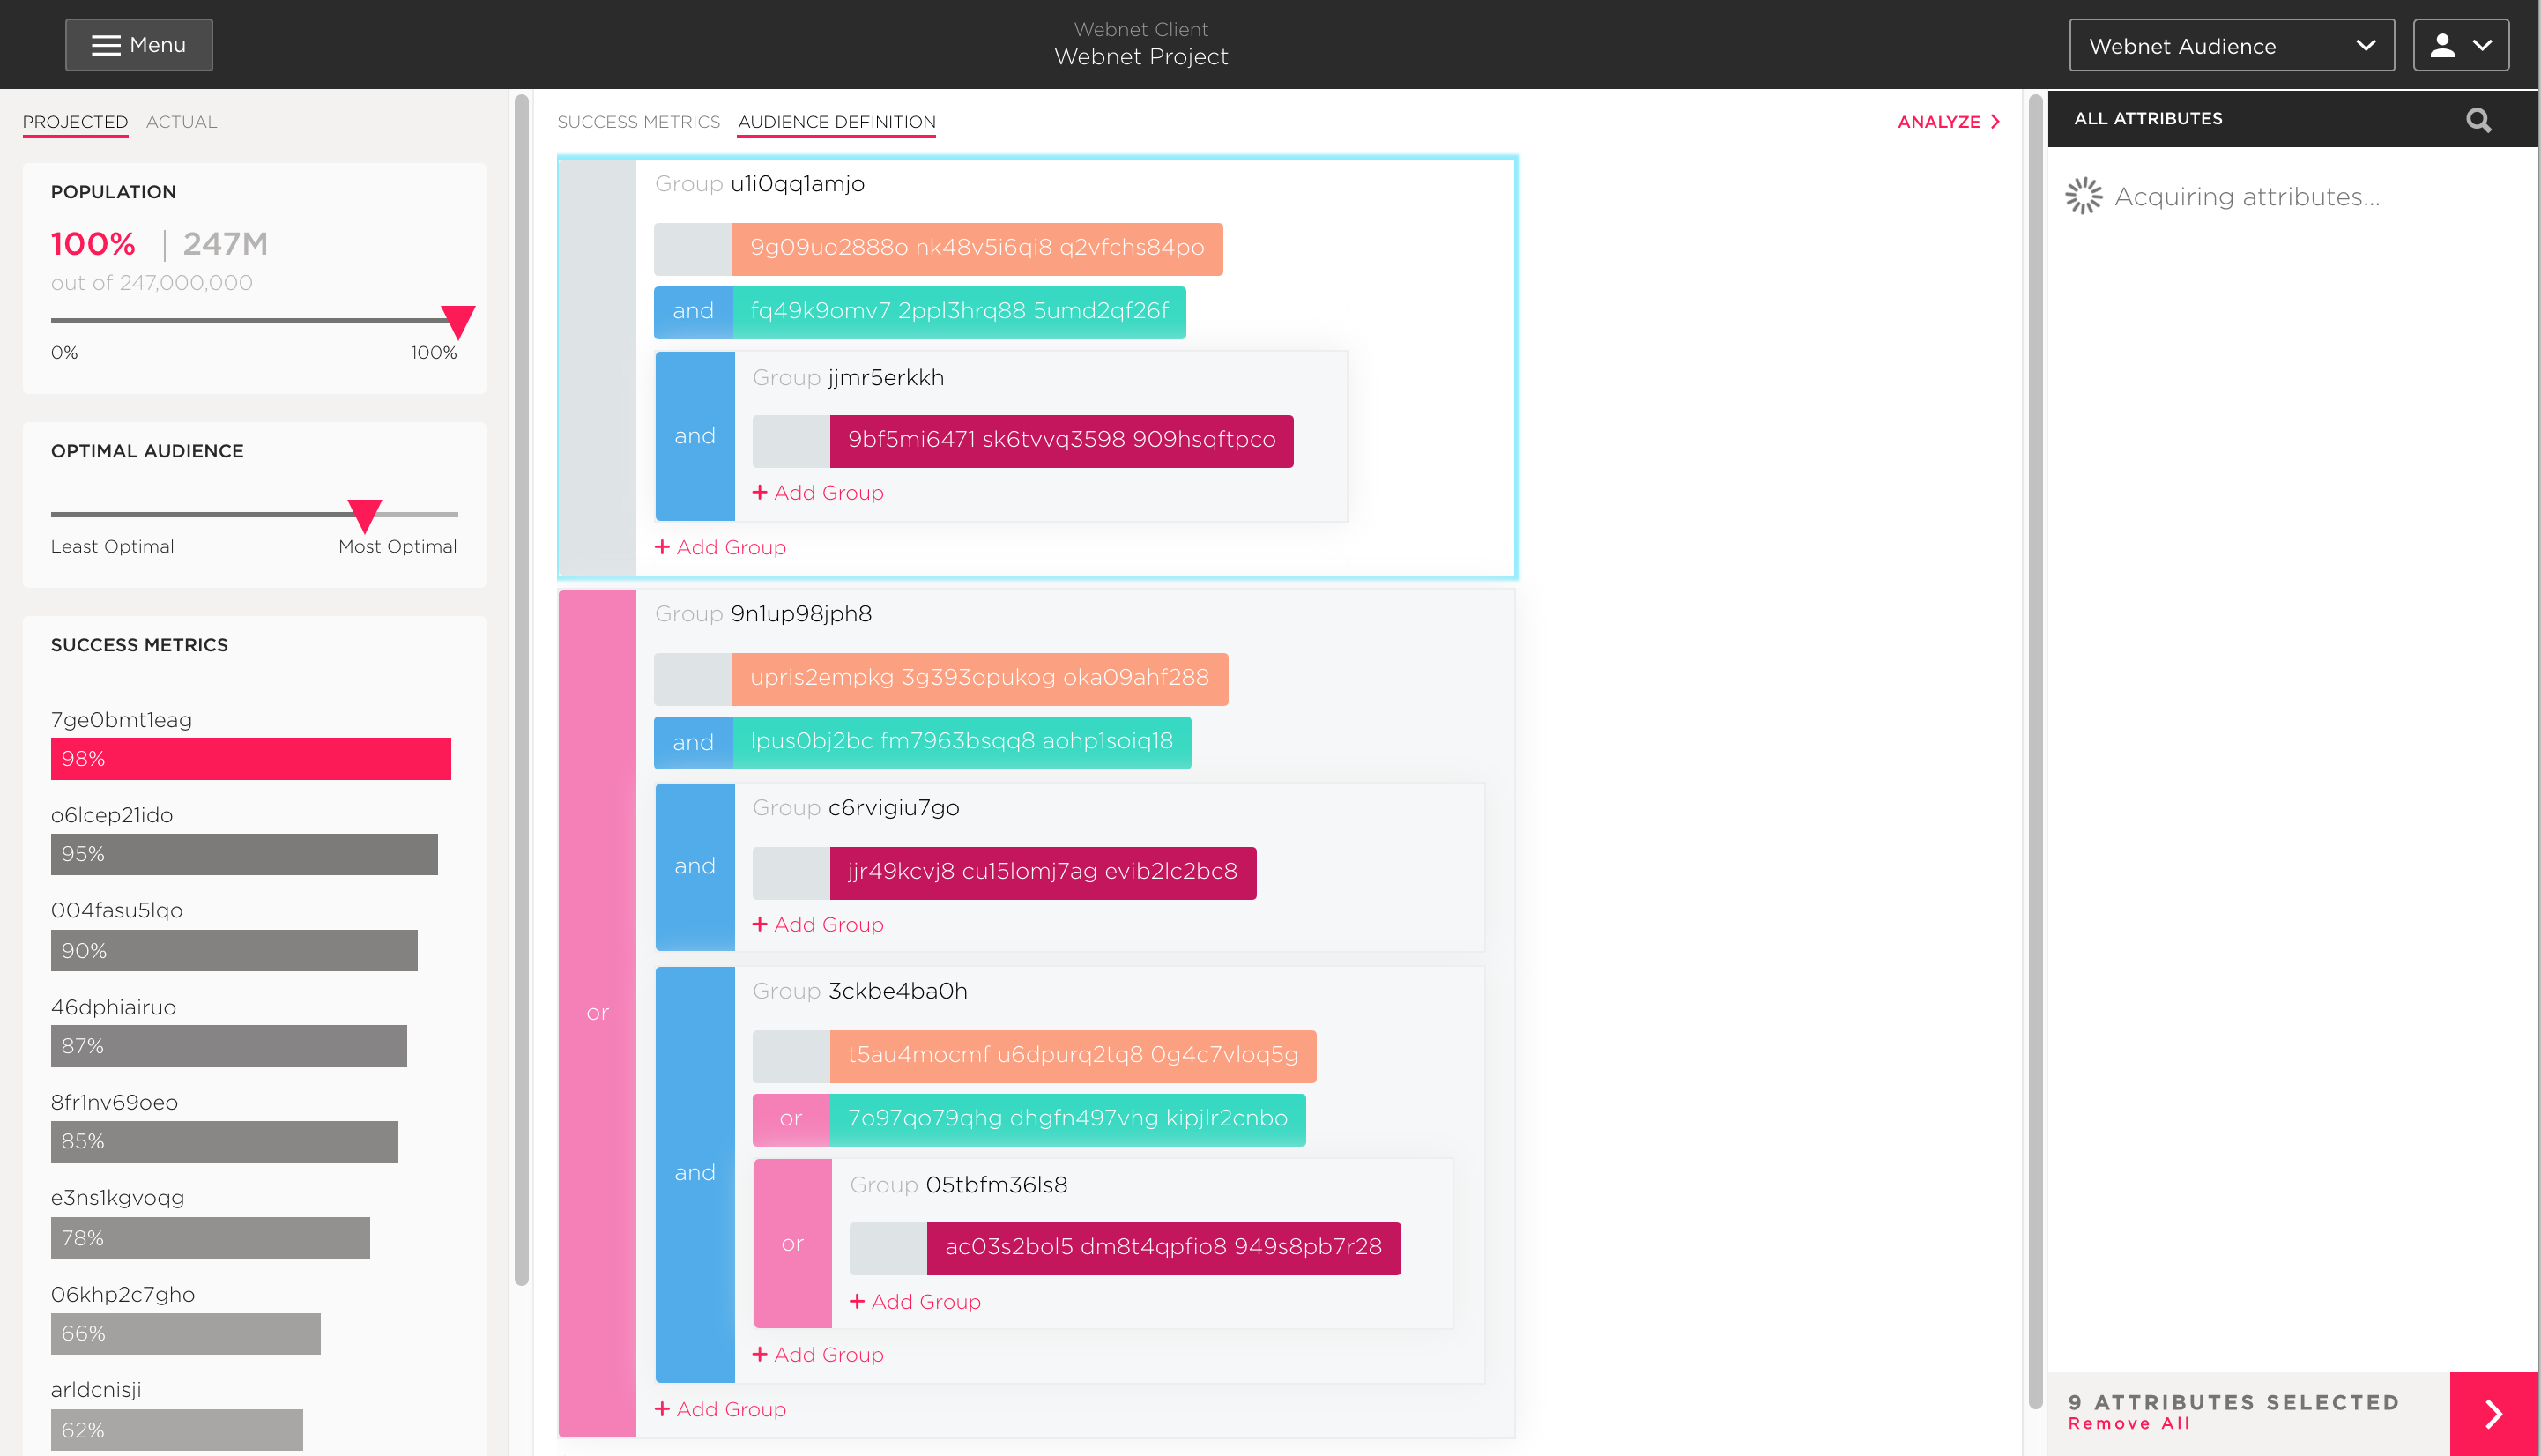 Menu
Webnet Client
Webnet Project
Webnet Audience
PROJECTED ACTUAL
POPULATION
100% | 247M
out of 247,000,000
0% 100%
OPTIMAL AUDIENCE
Least Optimal Most Optimal
SUCCESS METRICS
7ge0bmt1eag
98%
o6lcep21ido
95%
004fasu5lqo
90%
46dphiairuo
87%
8fr1nv69oeo
85%
e3ns1kgvoqg
78%
06khp2c7gho
66%
arldcnisji
62%
SUCCESS METRICS AUDIENCE DEFINITION
ANALYZE
Group u1i0qq1amjo
9g09uo2888o nk48v5i6qi8 q2vfchs84po
and fq49k9omv7 2ppl3hrq88 5umd2qf26f
and
Group jjmr5erkkh
9bf5mi6471 sk6tvvq3598 909hsqftpco
+ Add Group
+ Add Group
or
Group 9n1up98jph8
upris2empkg 3g393opukog oka09ahf288
and lpus0bj2bc fm7963bsqq8 aohp1soiq18
and
Group c6rvigiu7go
jjr49kcvj8 cu15lomj7ag evib2lc2bc8
+ Add Group
and
Group 3ckbe4ba0h
t5au4mocmf u6dpurq2tq8 0g4c7vloq5g
or 7o97qo79qhg dhgfn497vhg kipjlr2cnbo
or
Group 05tbfm36ls8
ac03s2bol5 dm8t4qpfio8 949s8pb7r28
+ Add Group
+ Add Group
+ Add Group
ALL ATTRIBUTES
Acquiring attributes...
9 ATTRIBUTES SELECTED
Remove All